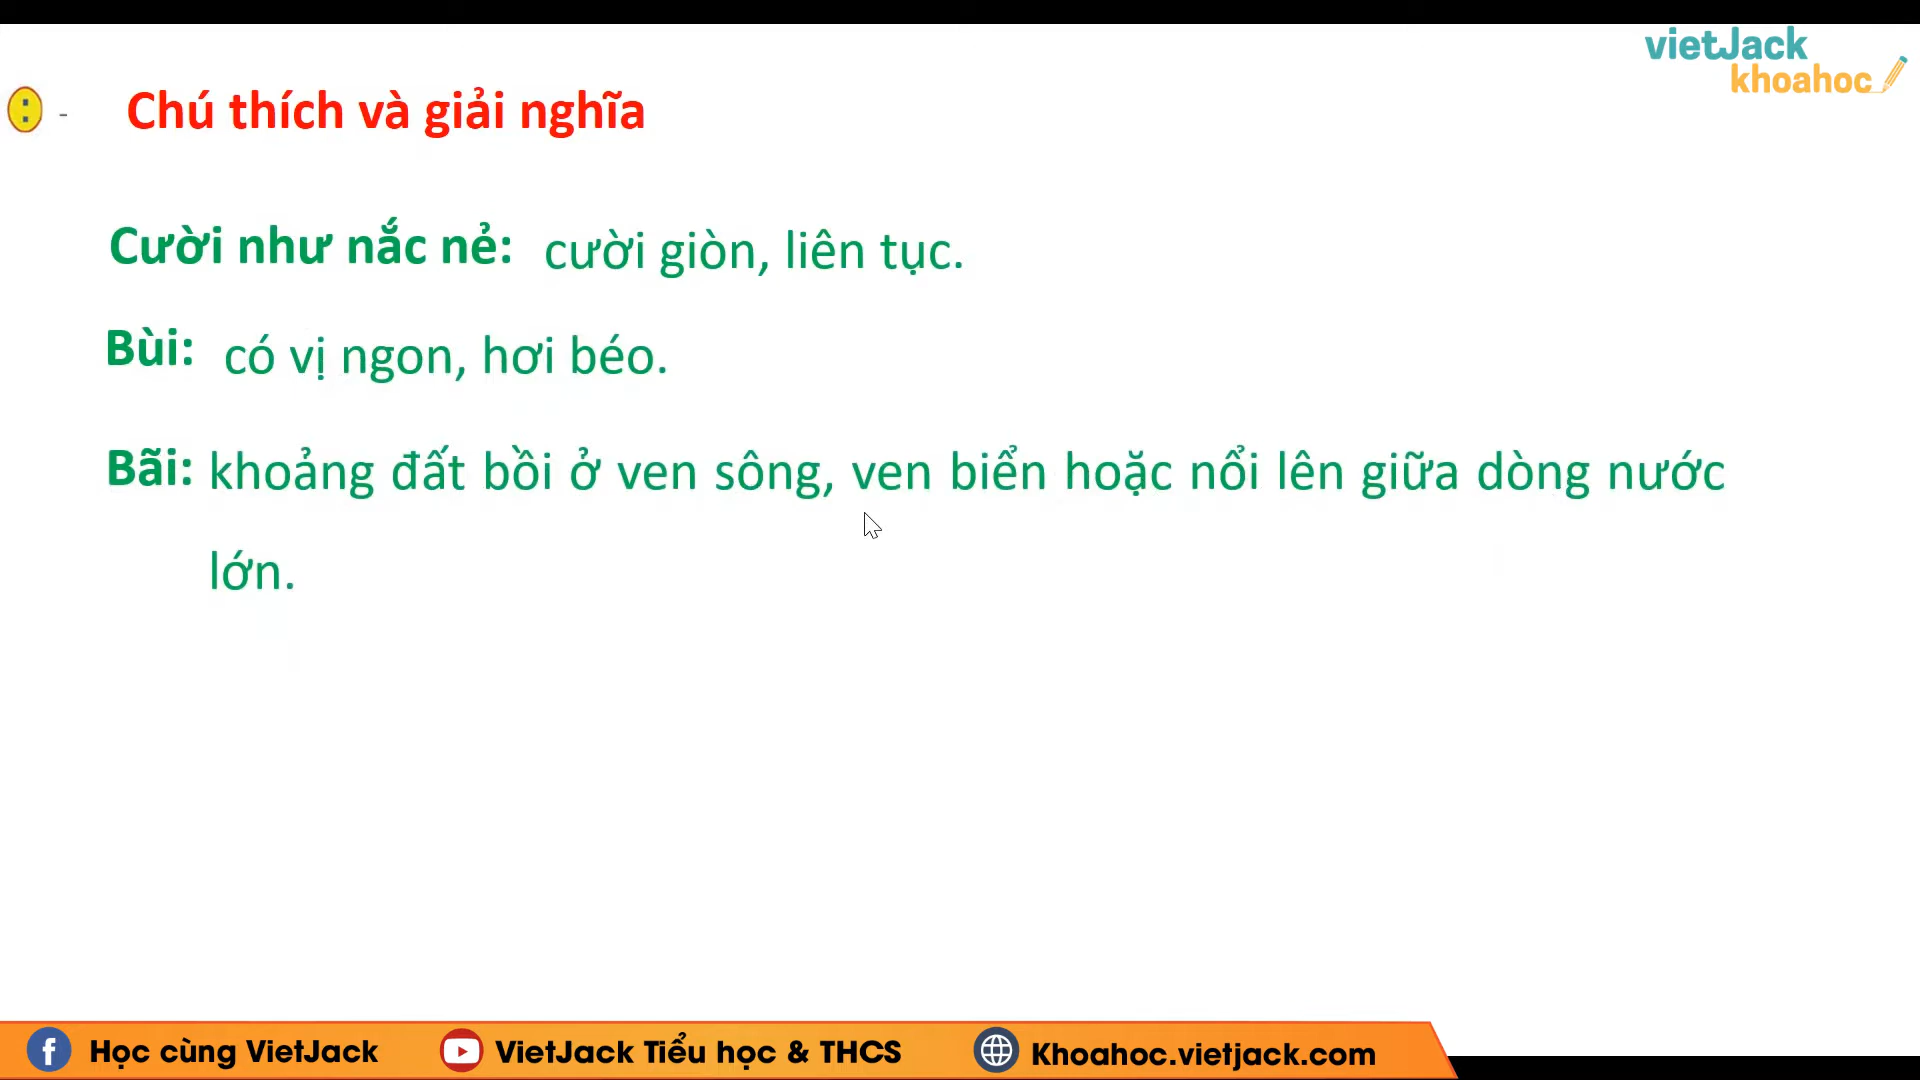 vietJack
khoahoc
- Chú thích và giải nghĩa
Cười như nắc nẻ: cười giòn, liên tục.
Bùi: có vị ngon, hơi béo.
Bãi: khoảng đất bồi ở ven sông, ven biển hoặc nổi lên giữa dòng nước
lớn.
Học cùng VietJack VietJack Tiểu học & THCS Khoahoc.vietjack.com